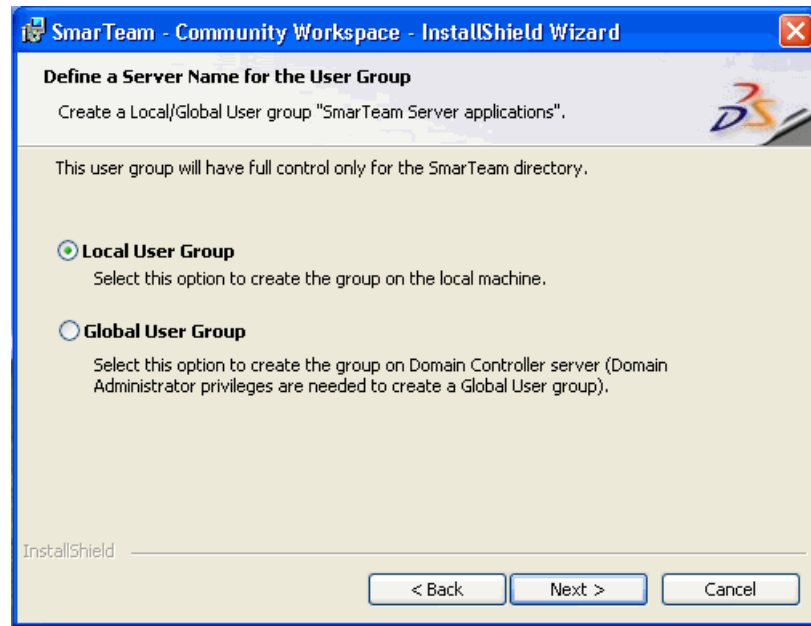 SmarTeam - Community Workspace - InstallShield Wizard
Define a Server Name for the User Group
Create a Local/Global User group "SmarTeam Server applications".
This user group will have full control only for the SmarTeam directory.
Local User Group
Select this option to create the group on the local machine.
Global User Group
Select this option to create the group on Domain Controller server (Domain
Administrator privileges are needed to create a Global User group).
InstallShield
< Back
Next >
Cancel